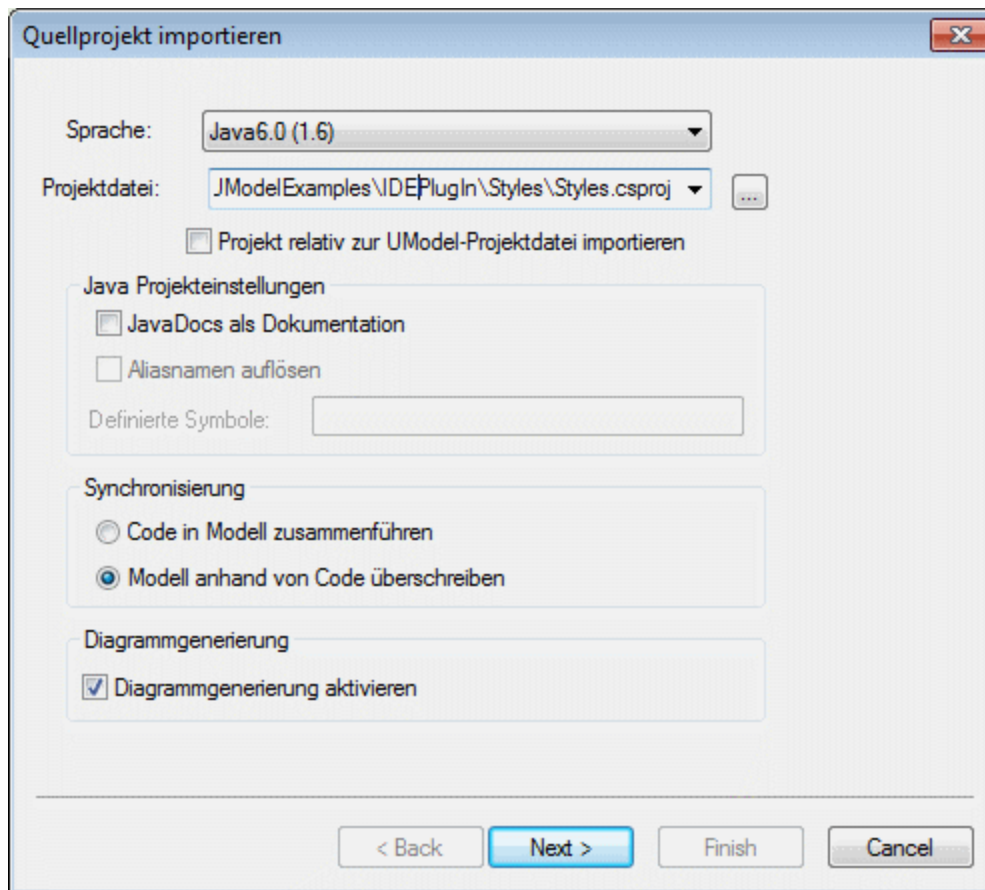 Quellprojekt importieren
Sprache: Java6.0 (1.6)
Projektdatei: JModelExamples\IDEPlugIn\Styles\Styles.csproj ...
Projekt relativ zur UModel-Projektdatei importieren
Java Projekteinstellungen
JavaDocs als Dokumentation
Aliasnamen auflösen
Definierte Symbole:
Synchronisierung
Code in Modell zusammenführen
Modell anhand von Code überschreiben
Diagrammgenerierung
Diagrammgenerierung aktivieren
< Back Next > Finish Cancel